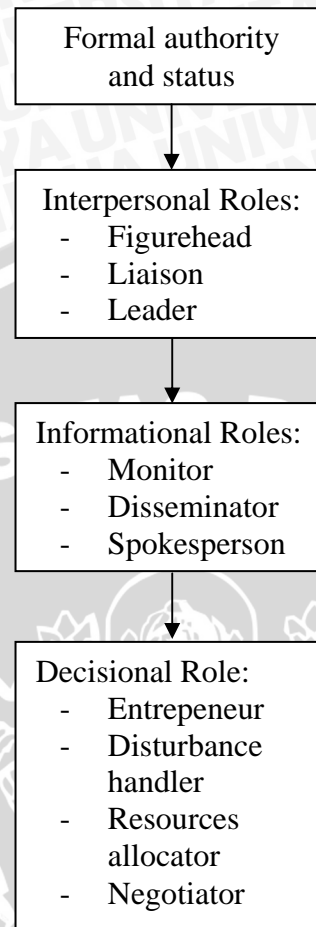 Formal authority
and status
Interpersonal Roles:
- Figurehead
- Liaison
- Leader
Informational Roles:
- Monitor
- Disseminator
- Spokesperson
Decisional Role:
- Entrepeneur
- Disturbance
handler
- Resources
allocator
- Negotiator